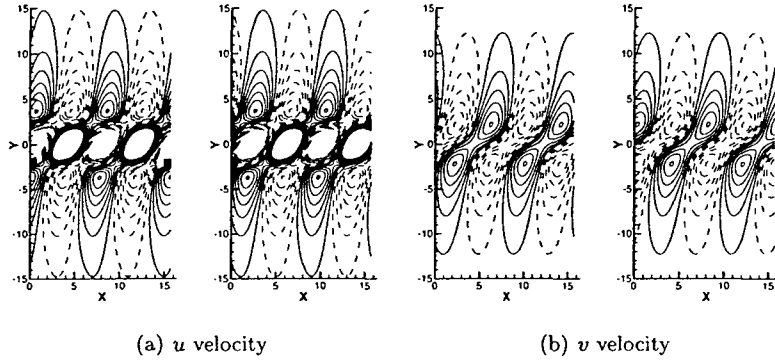 15 15 15 15
10 10 10 10
5 5 5 5
Y 0 Y 0 Y 0 Y 0
-5 -5 -5 -5
-10 -10 -10 -10
-15 -15 -15 -15
0 5 10 15 0 5 10 15 0 5 10 15 0 5 10 15
X X X X
(a) u velocity (b) v velocity